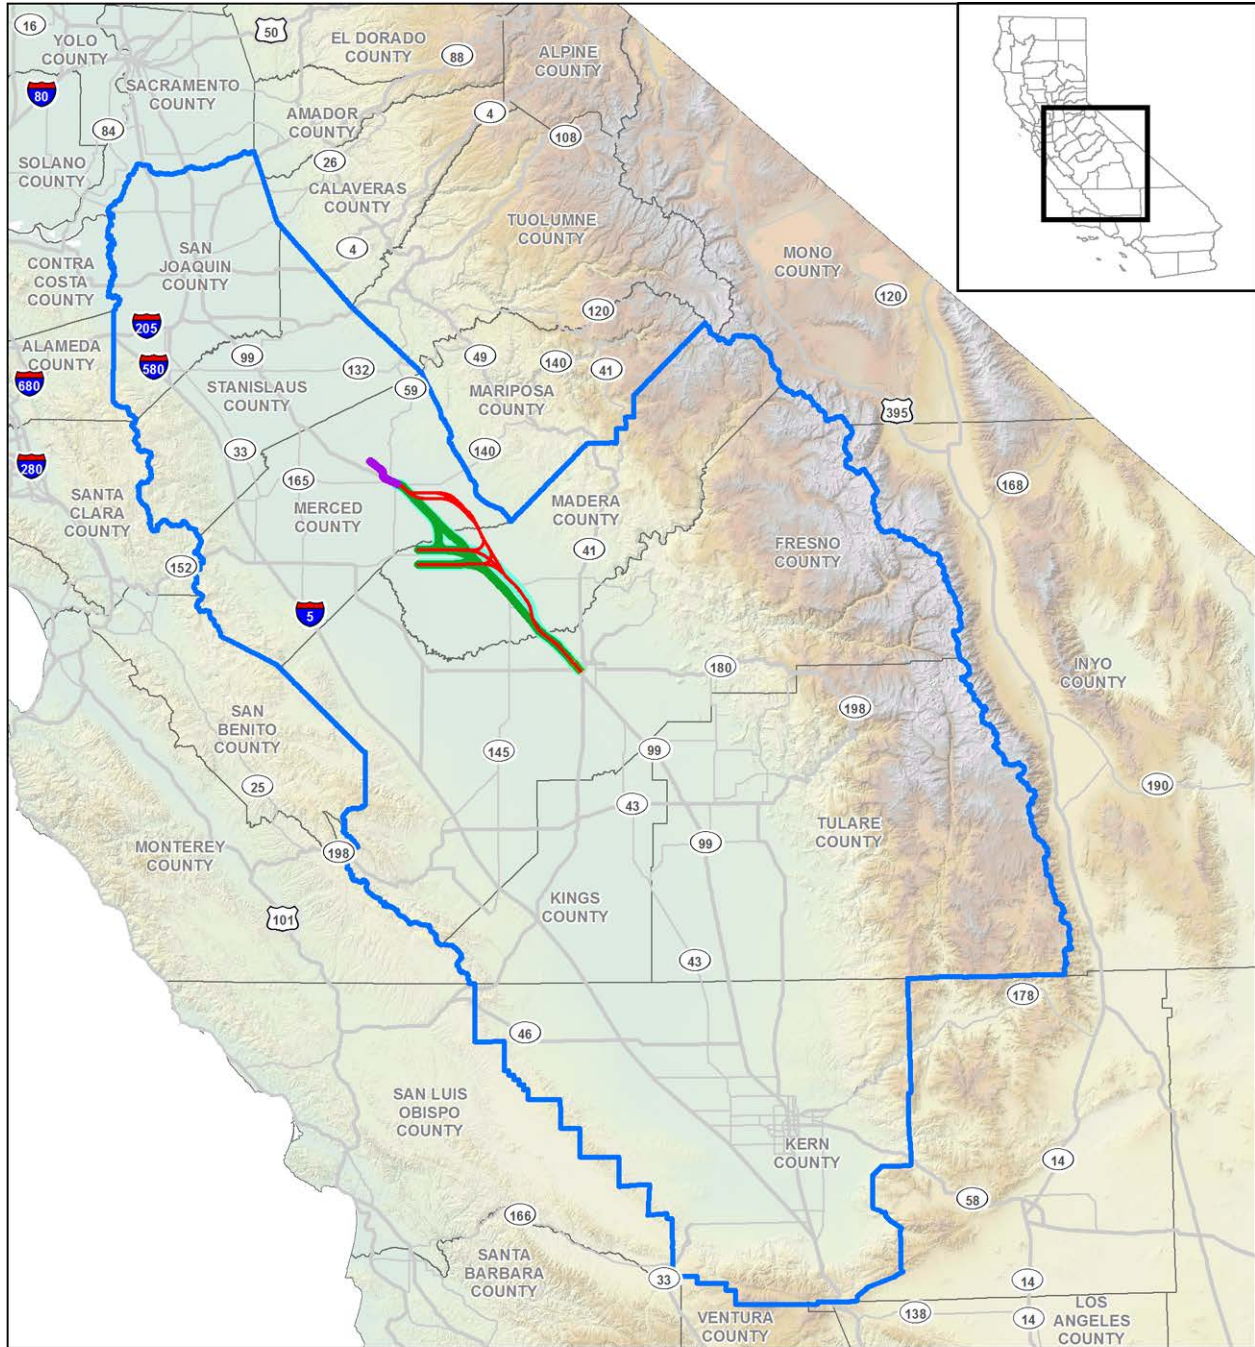 16
YOLO
COUNTY
50
EL DORADO
COUNTY
88
ALPINE
COUNTY
80
SACRAMENTO
COUNTY
84
AMADOR
COUNTY
4
108
SOLANO
COUNTY
26
CALAVERAS
COUNTY
TUOLUMNE
COUNTY
4
SAN
JOAQUIN
COUNTY
CONTRA
COSTA
COUNTY
MONO
COUNTY
120
120
205
ALAMEDA
COUNTY
99
580
680
STANISLAUS
COUNTY
132
49
140
41
59
MARIPOSA
COUNTY
395
33
140
280
165
168
SANTA
CLARA
COUNTY
MERCED
COUNTY
MADERA
COUNTY
41
FRESNO
COUNTY
152
5
180
INYO
COUNTY
SAN
BENITO
COUNTY
198
145
99
25
43
190
MONTEREY
COUNTY
198
99
TULARE
COUNTY
101
KINGS
COUNTY
43
178
46
SAN LUIS
OBISPO
COUNTY
KERN
COUNTY
14
58
166
SANTA
BARBARA
COUNTY
33
14
VENTURA
COUNTY
138
14
LOS
ANGELES
COUNTY